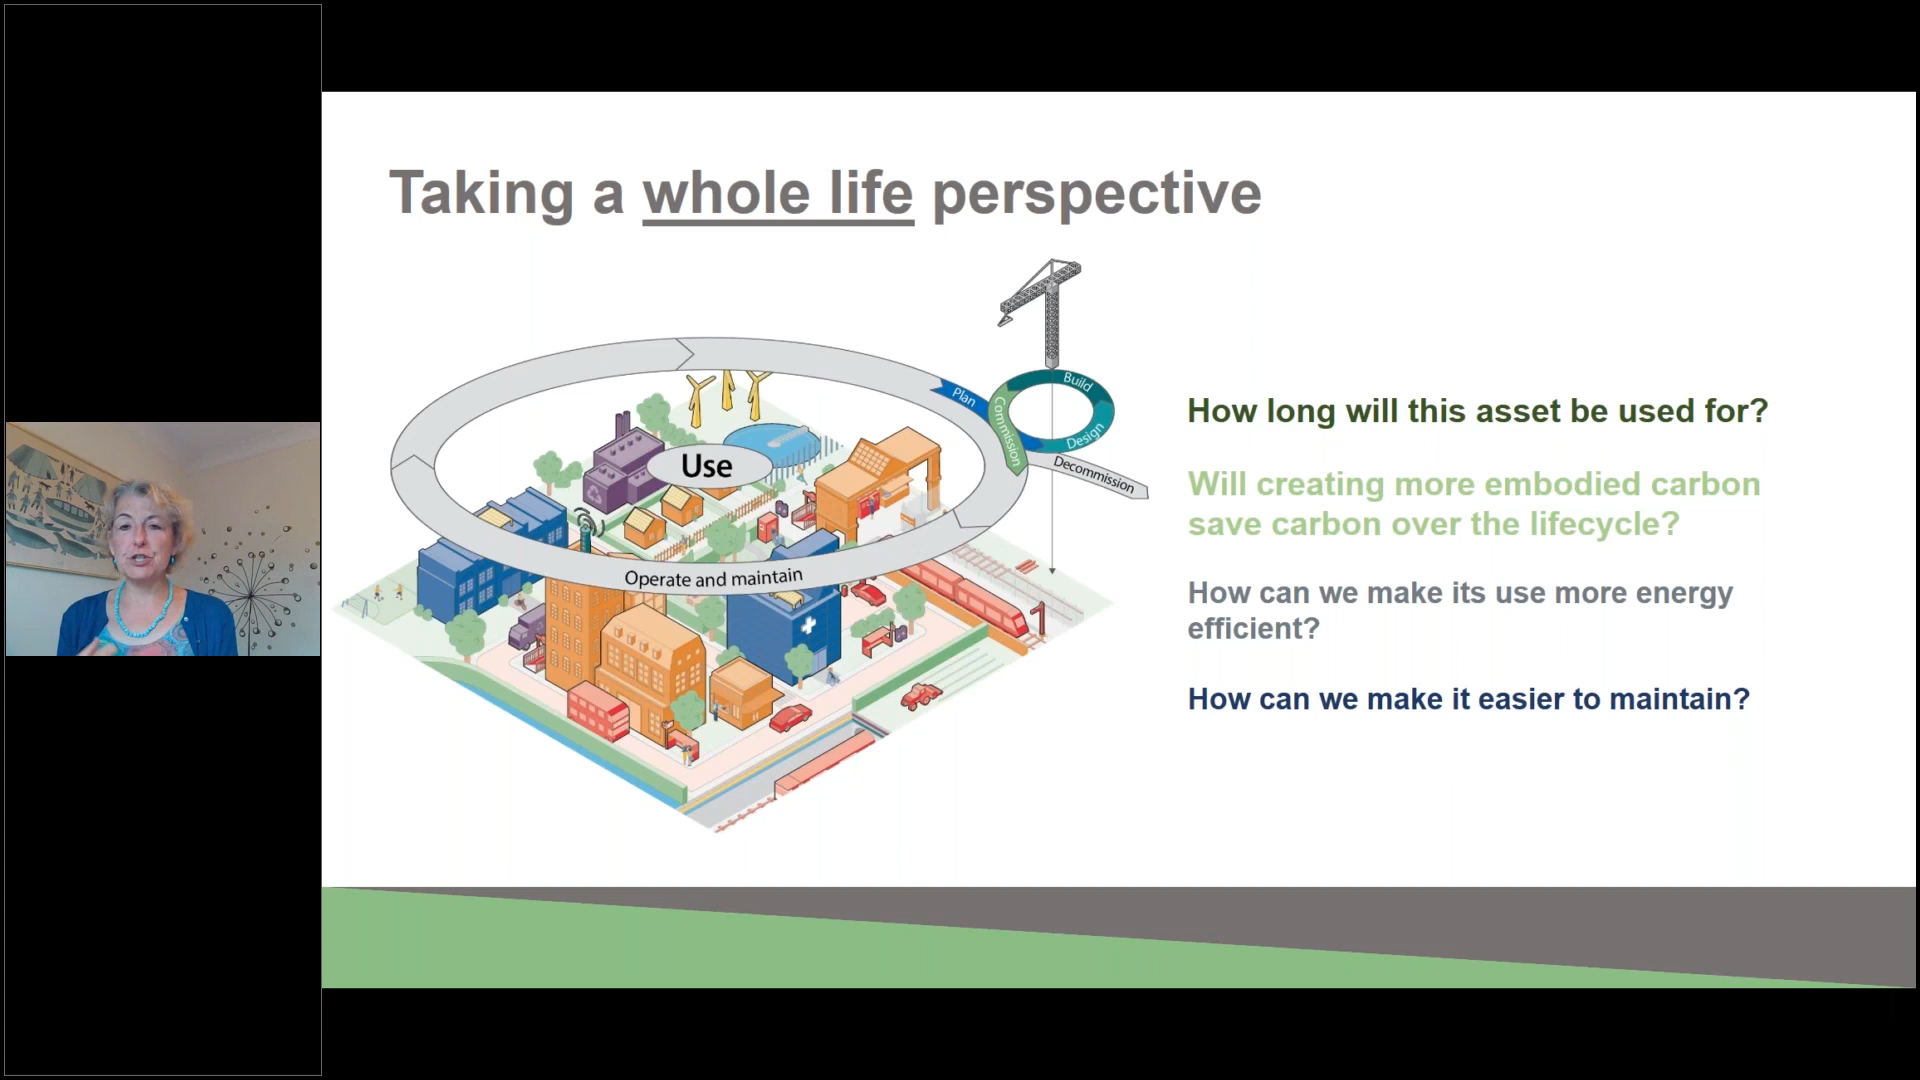 Taking a whole life perspective
Build
Plan
Commission
Design
Decommission
Use
Operate and maintain
How long will this asset be used for?
Will creating more embodied carbon
save carbon over the lifecycle?
How can we make its use more energy
efficient?
How can we make it easier to maintain?